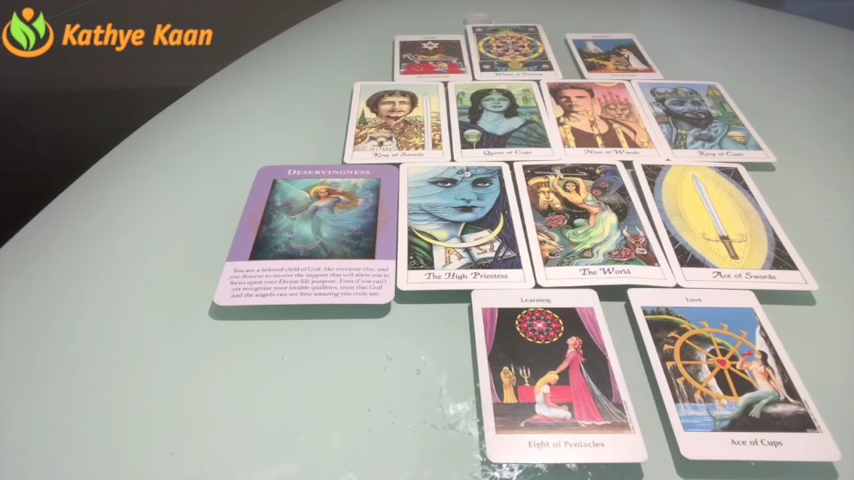 Kathye Kaan
Wheel of Fortune
King of Swords
Queen of Cups
Nine of Wands
King of Cups
DESERVINGNESS
You are a beloved child of God, like everyone else, and
you deserve to receive the support that will allow you to
focus upon your Divine life purpose. Even if you can't
yet recognize your lovable qualities, trust that God
and the angels can see how amazing you truly are.
The High Priestess
The World
Ace of Swords
Learning
Eight of Pentacles
Love
Ace of Cups